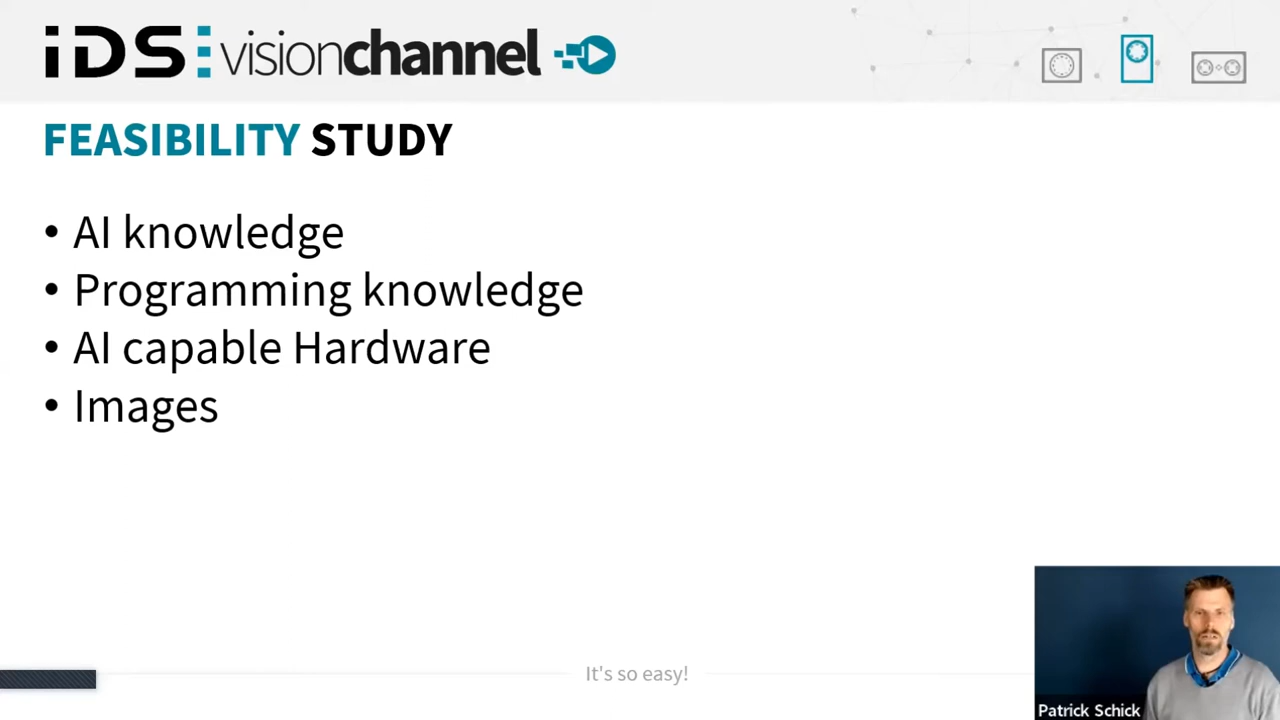 iDS visionchannel
FEASIBILITY STUDY
• AI knowledge
• Programming knowledge
• AI capable Hardware
• Images
It's so easy!
Patrick Schick